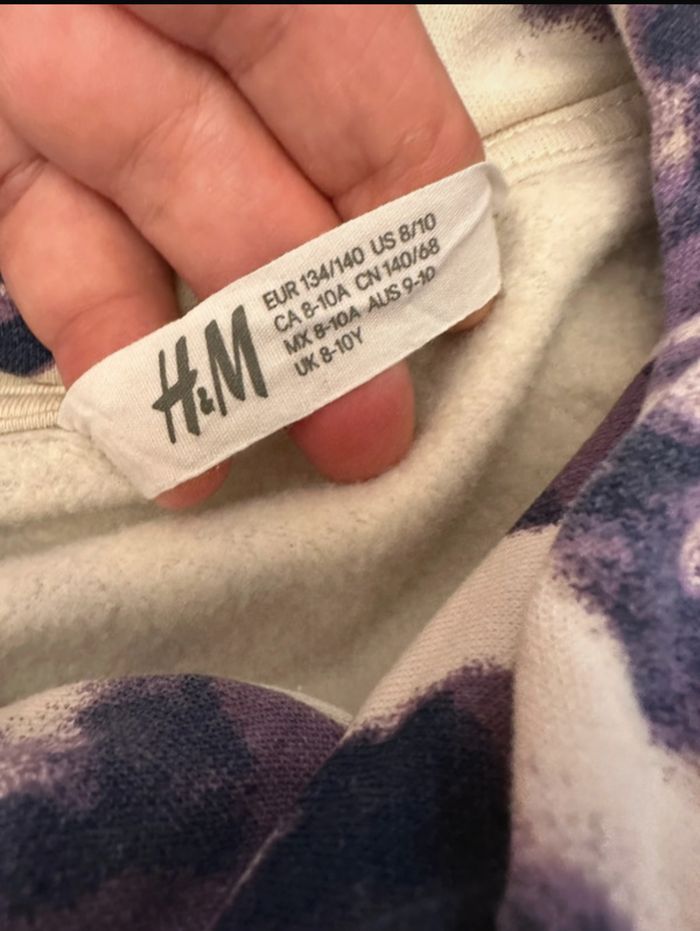 H&M
EUR 134/140 US 8/10
CA 8-10A CN 140/68
MX 8-10A AUS 9-10
UK 8-10Y